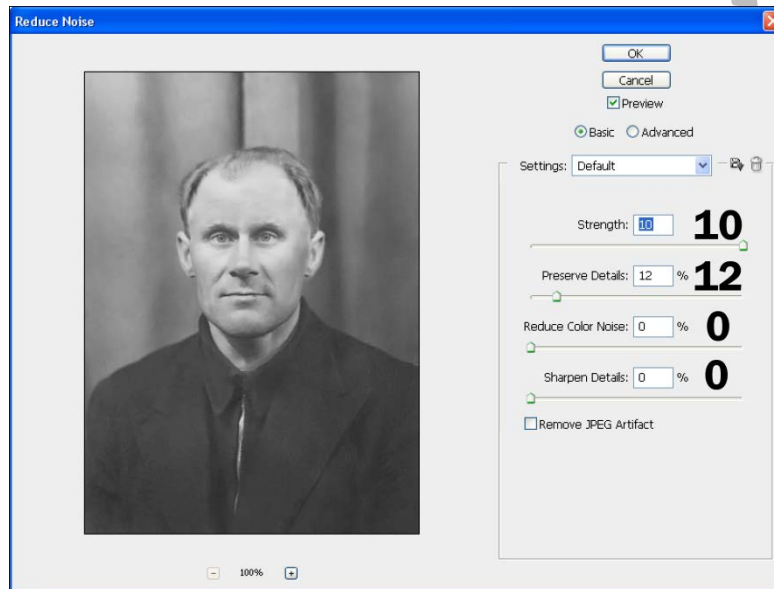 Reduce Noise
OK
Cancel
Preview
Basic Advanced
Settings: Default
Strength: 10 10
Preserve Details: 12 % 12
Reduce Color Noise: 0 % 0
Sharpen Details: 0 % 0
Remove JPEG Artifact
- 100% +